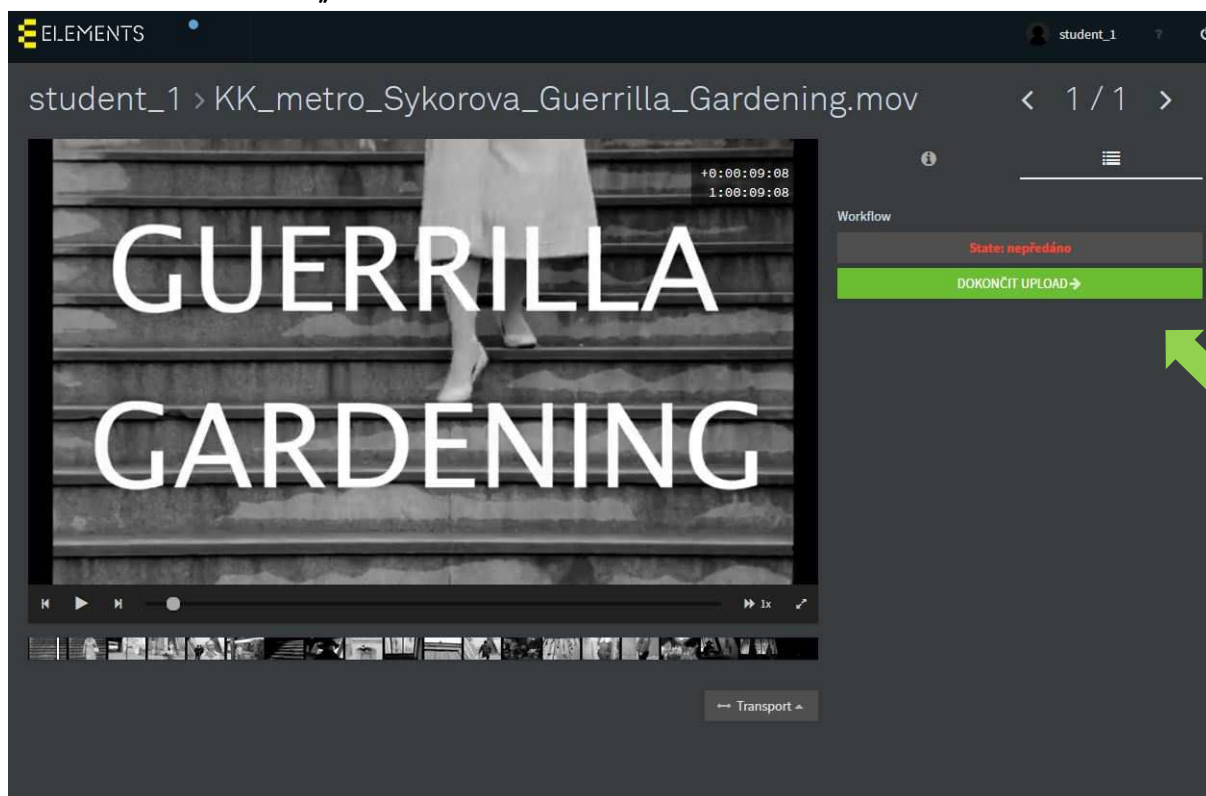 „
ELEMENTS
student_1 ?
student_1 > KK_metro_Sykorova_Guerrilla_Gardening.mov < 1 / 1 >
+0:00:09:08
1:00:09:08
GUERRILLA
GARDENING
Workflow
State: nepředáno
DOKONČIT UPLOAD
1x
Transport